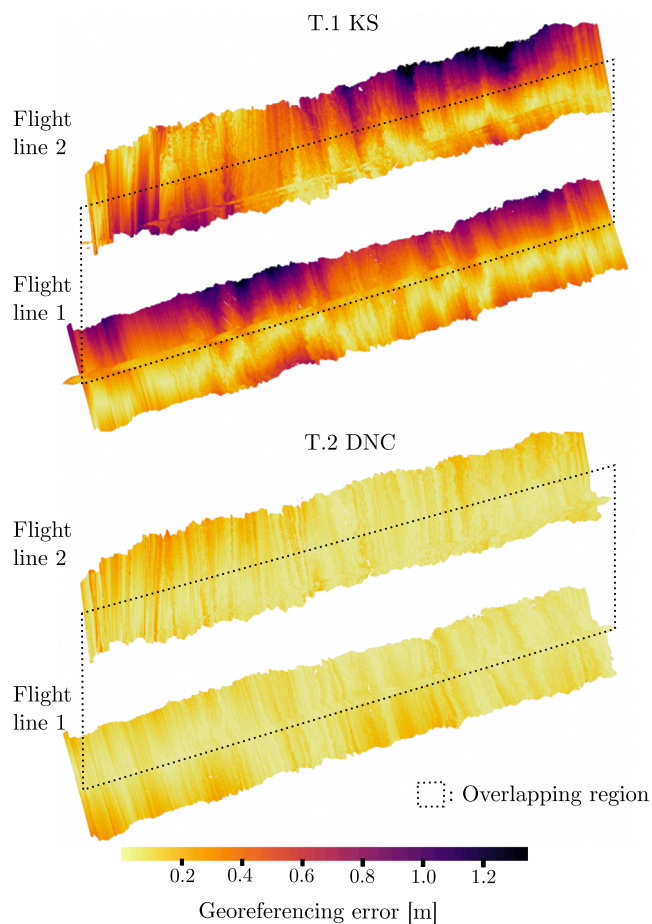 T.1 KS
Flight
line 2
Flight
line 1
T.2 DNC
Flight
line 2
Flight
line 1
: Overlapping region
0.2 0.4 0.6 0.8 1.0 1.2
Georeferencing error [m]